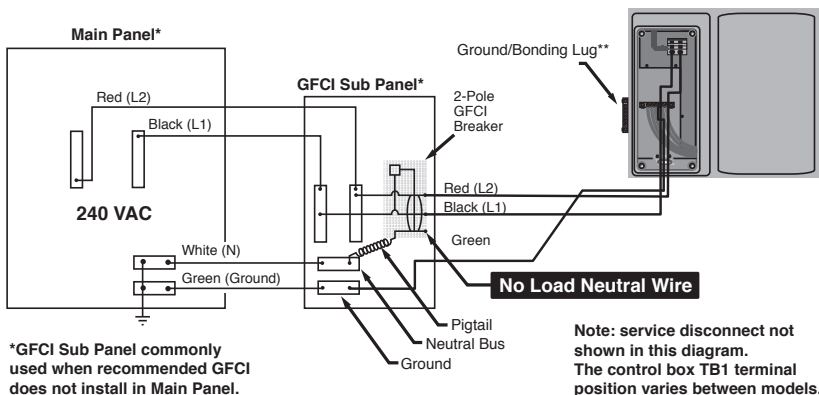 Main Panel*
Red (L2)
Black (L1)
240 VAC
White (N)
Green (Ground)
GFCI Sub Panel*
2-Pole
GFCI
Breaker
Ground/Bonding Lug**
Red (L2)
Black (L1)
Green
No Load Neutral Wire
Pigtail
Neutral Bus
Ground
*GFCI Sub Panel commonly
used when recommended GFCI
does not install in Main Panel.
Note: service disconnect not
shown in this diagram.
The control box TB1 terminal
position varies between models.